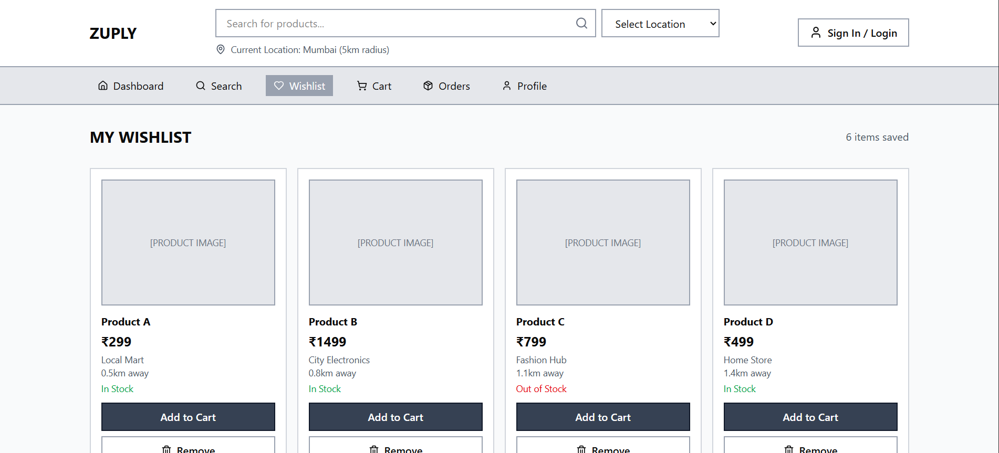 ZUPLY
Search for products...
Select Location
Current Location: Mumbai (5km radius)
Sign In / Login
Dashboard
Search
Wishlist
Cart
Orders
Profile
MY WISHLIST
6 items saved
[PRODUCT IMAGE]
Product A
₹299
Local Mart
0.5km away
In Stock
Add to Cart
Remove
[PRODUCT IMAGE]
Product B
₹1499
City Electronics
0.8km away
In Stock
Add to Cart
Remove
[PRODUCT IMAGE]
Product C
₹799
Fashion Hub
1.1km away
Out of Stock
Add to Cart
Remove
[PRODUCT IMAGE]
Product D
₹499
Home Store
1.4km away
In Stock
Add to Cart
Remove